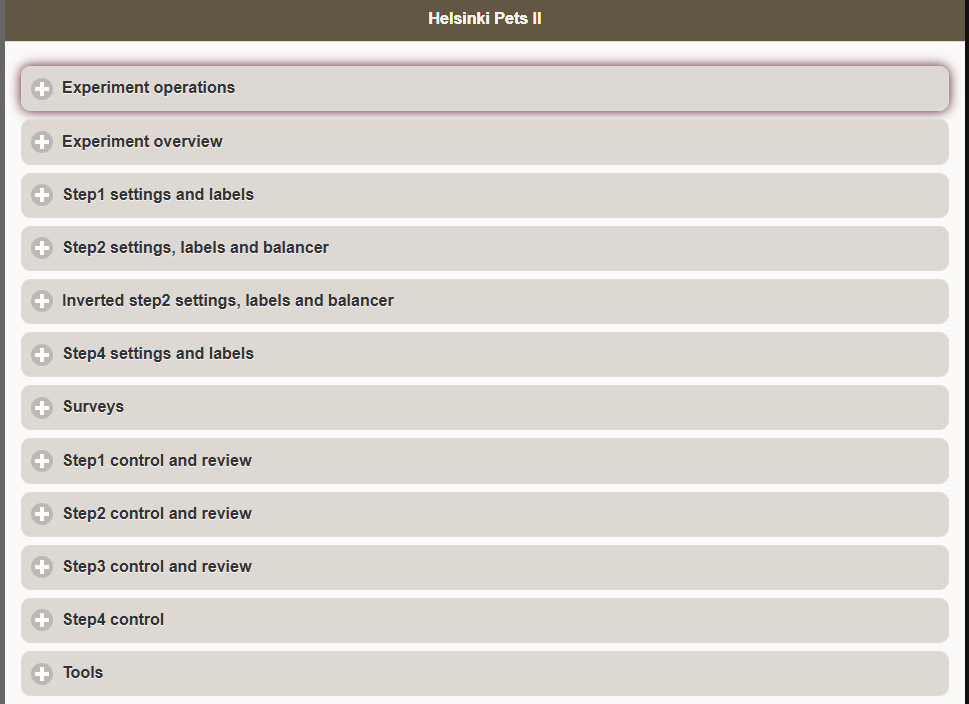 Helsinki Pets II
Experiment operations
Experiment overview
Step1 settings and labels
Step2 settings, labels and balancer
Inverted step2 settings, labels and balancer
Step4 settings and labels
Surveys
Step1 control and review
Step2 control and review
Step3 control and review
Step4 control
Tools